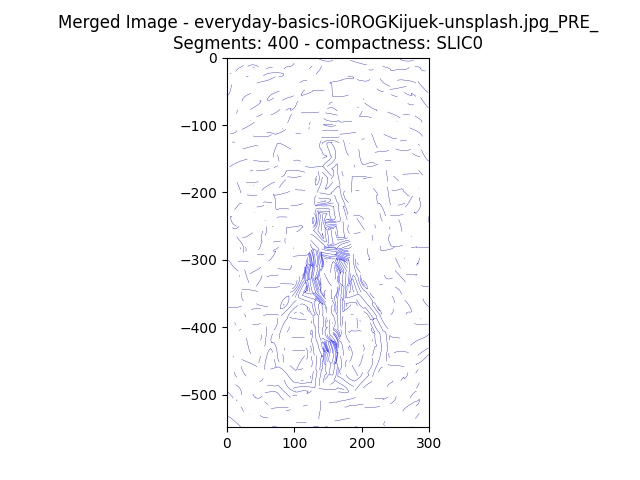 Merged Image - everyday-basics-i0ROGKijuek-unsplash.jpg_PRE_
Segments: 400 - compactness: SLIC0
0
−100
−200
−300
−400
−500
0 100 200 300